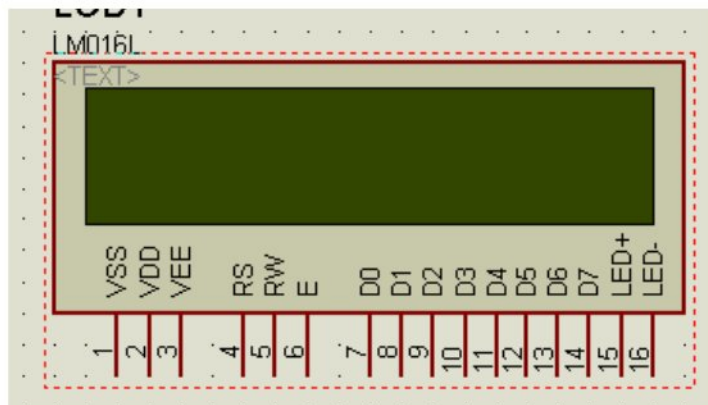 LCD1
LM016L
<TEXT>
VSS VDD VEE RS RW E D0 D1 D2 D3 D4 D5 D6 D7 LED+ LED-
1 2 3 4 5 6 7 8 9 10 11 12 13 14 15 16